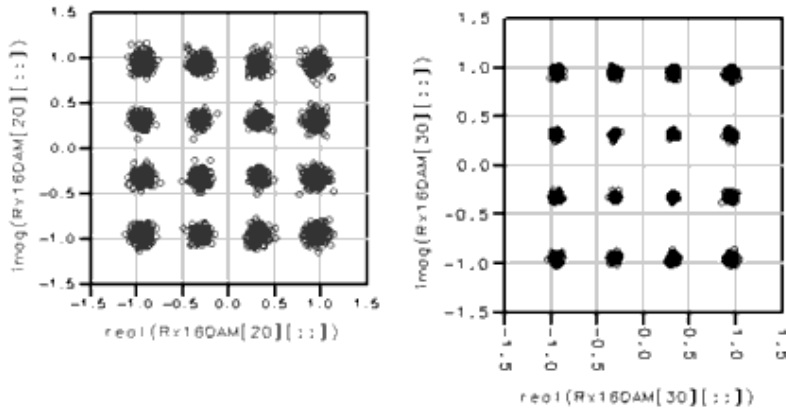 1.5
1.0
0.5
0.0
-0.5
-1.0
-1.5
imag(Rx16QAM[20][::])
-1.5 -1.0 -0.5 0.0 0.5 1.0 1.5
real(Rx16QAM[20][::])
1.5
1.0
0.5
0.0
-0.5
-1.0
-1.5
imag(Rx16QAM[30][::])
-1.5 -1.0 -0.5 0.0 0.5 1.0 1.5
real(Rx16QAM[30][::])